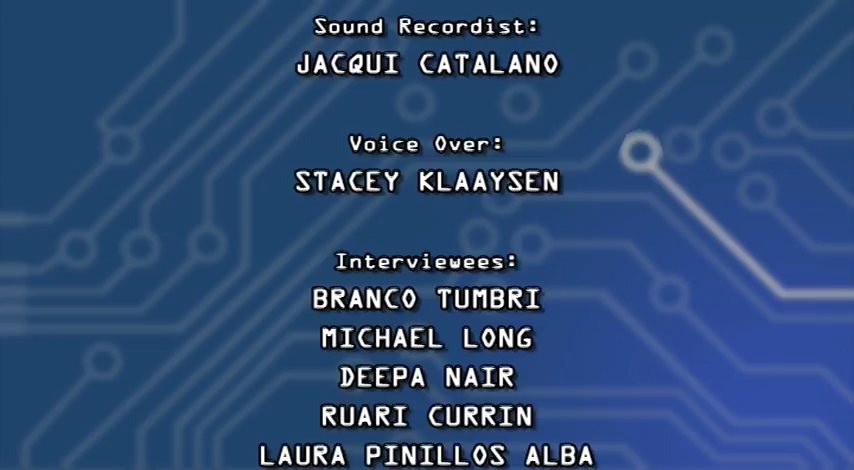 Sound Recordist:
JACQUI CATALANO
Voice Over:
STACEY KLAAYSEN
Interviewees:
BRANCO TUMBRI
MICHAEL LONG
DEEPA NAIR
RUARI CURRIN
LAURA PINILLOS ALBA